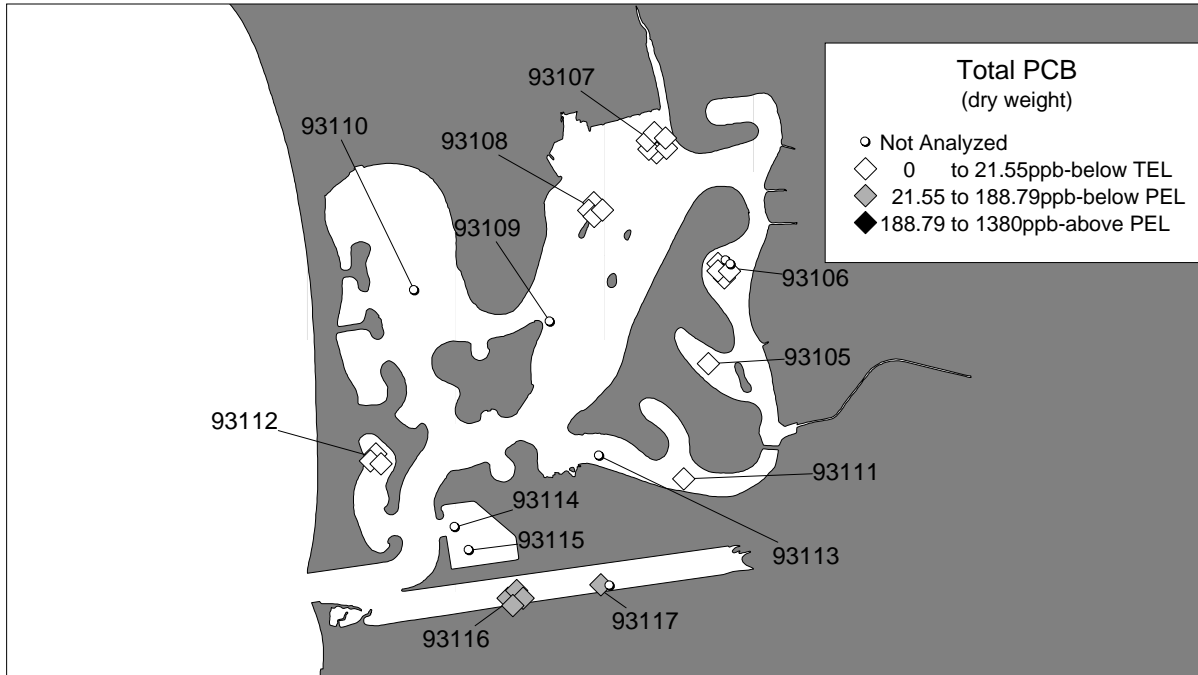 Total PCB
(dry weight)
Not Analyzed
0 to 21.55ppb-below TEL
21.55 to 188.79ppb-below PEL
188.79 to 1380ppb-above PEL
93107
93110
93108
93109
93106
93105
93112
93111
93114
93115
93113
93117
93116